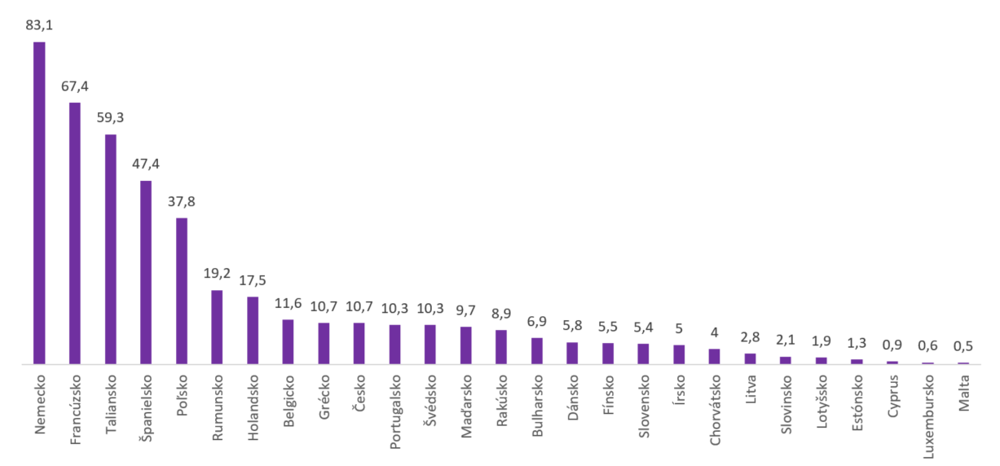 83,1
67,4
59,3
47,4
37,8
19,2
17,5
11,6
10,7
10,7
10,3
10,3
9,7
8,9
6,9
5,8
5,5
5,4
5
4
2,8
2,1
1,9
1,3
0,9
0,6
0,5
Nemecko
Francúzsko
Taliansko
Španielsko
Poľsko
Rumunsko
Holandsko
Belgicko
Grécko
Česko
Portugalsko
Švédsko
Maďarsko
Rakúsko
Bulharsko
Dánsko
Fínsko
Slovensko
Írsko
Chorvátsko
Litva
Slovinsko
Lotyšsko
Estónsko
Cyprus
Luxembursko
Malta